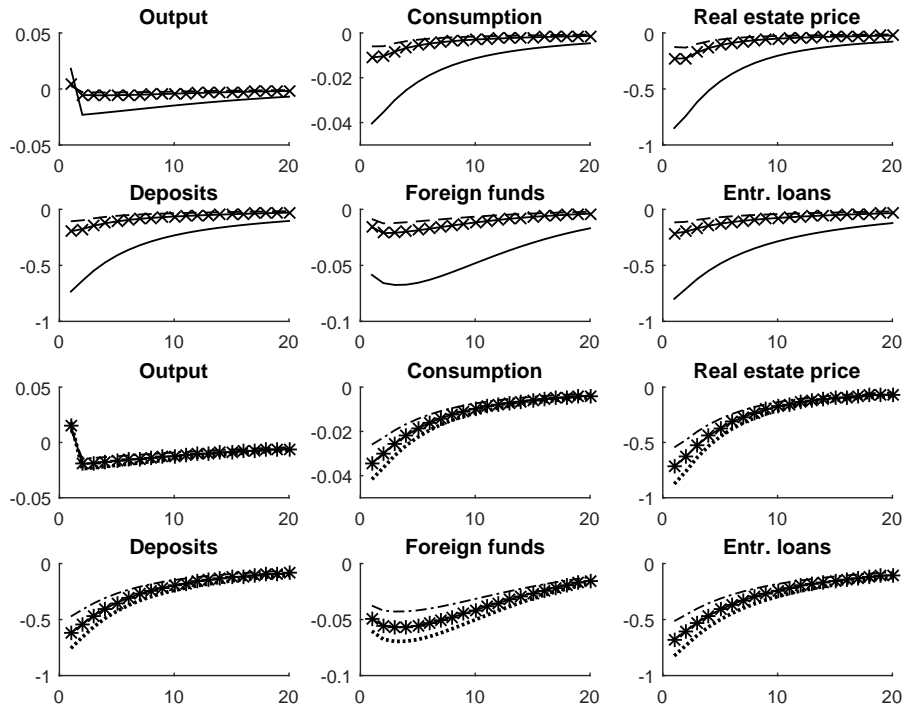 Output Consumption Real estate price
0.05 0 0
0 -0.02 -0.5
-0.05 -0.04 -1
0 10 20 0 10 20 0 10 20
Deposits Foreign funds Entr. loans
0 0 0
-0.5 -0.05 -0.5
-1 -0.1 -1
0 10 20 0 10 20 0 10 20
Output Consumption Real estate price
0.05 0 0
0 -0.02 -0.5
-0.05 -0.04 -1
0 10 20 0 10 20 0 10 20
Deposits Foreign funds Entr. loans
0 0 0
-0.5 -0.05 -0.5
-1 -0.1 -1
0 10 20 0 10 20 0 10 20